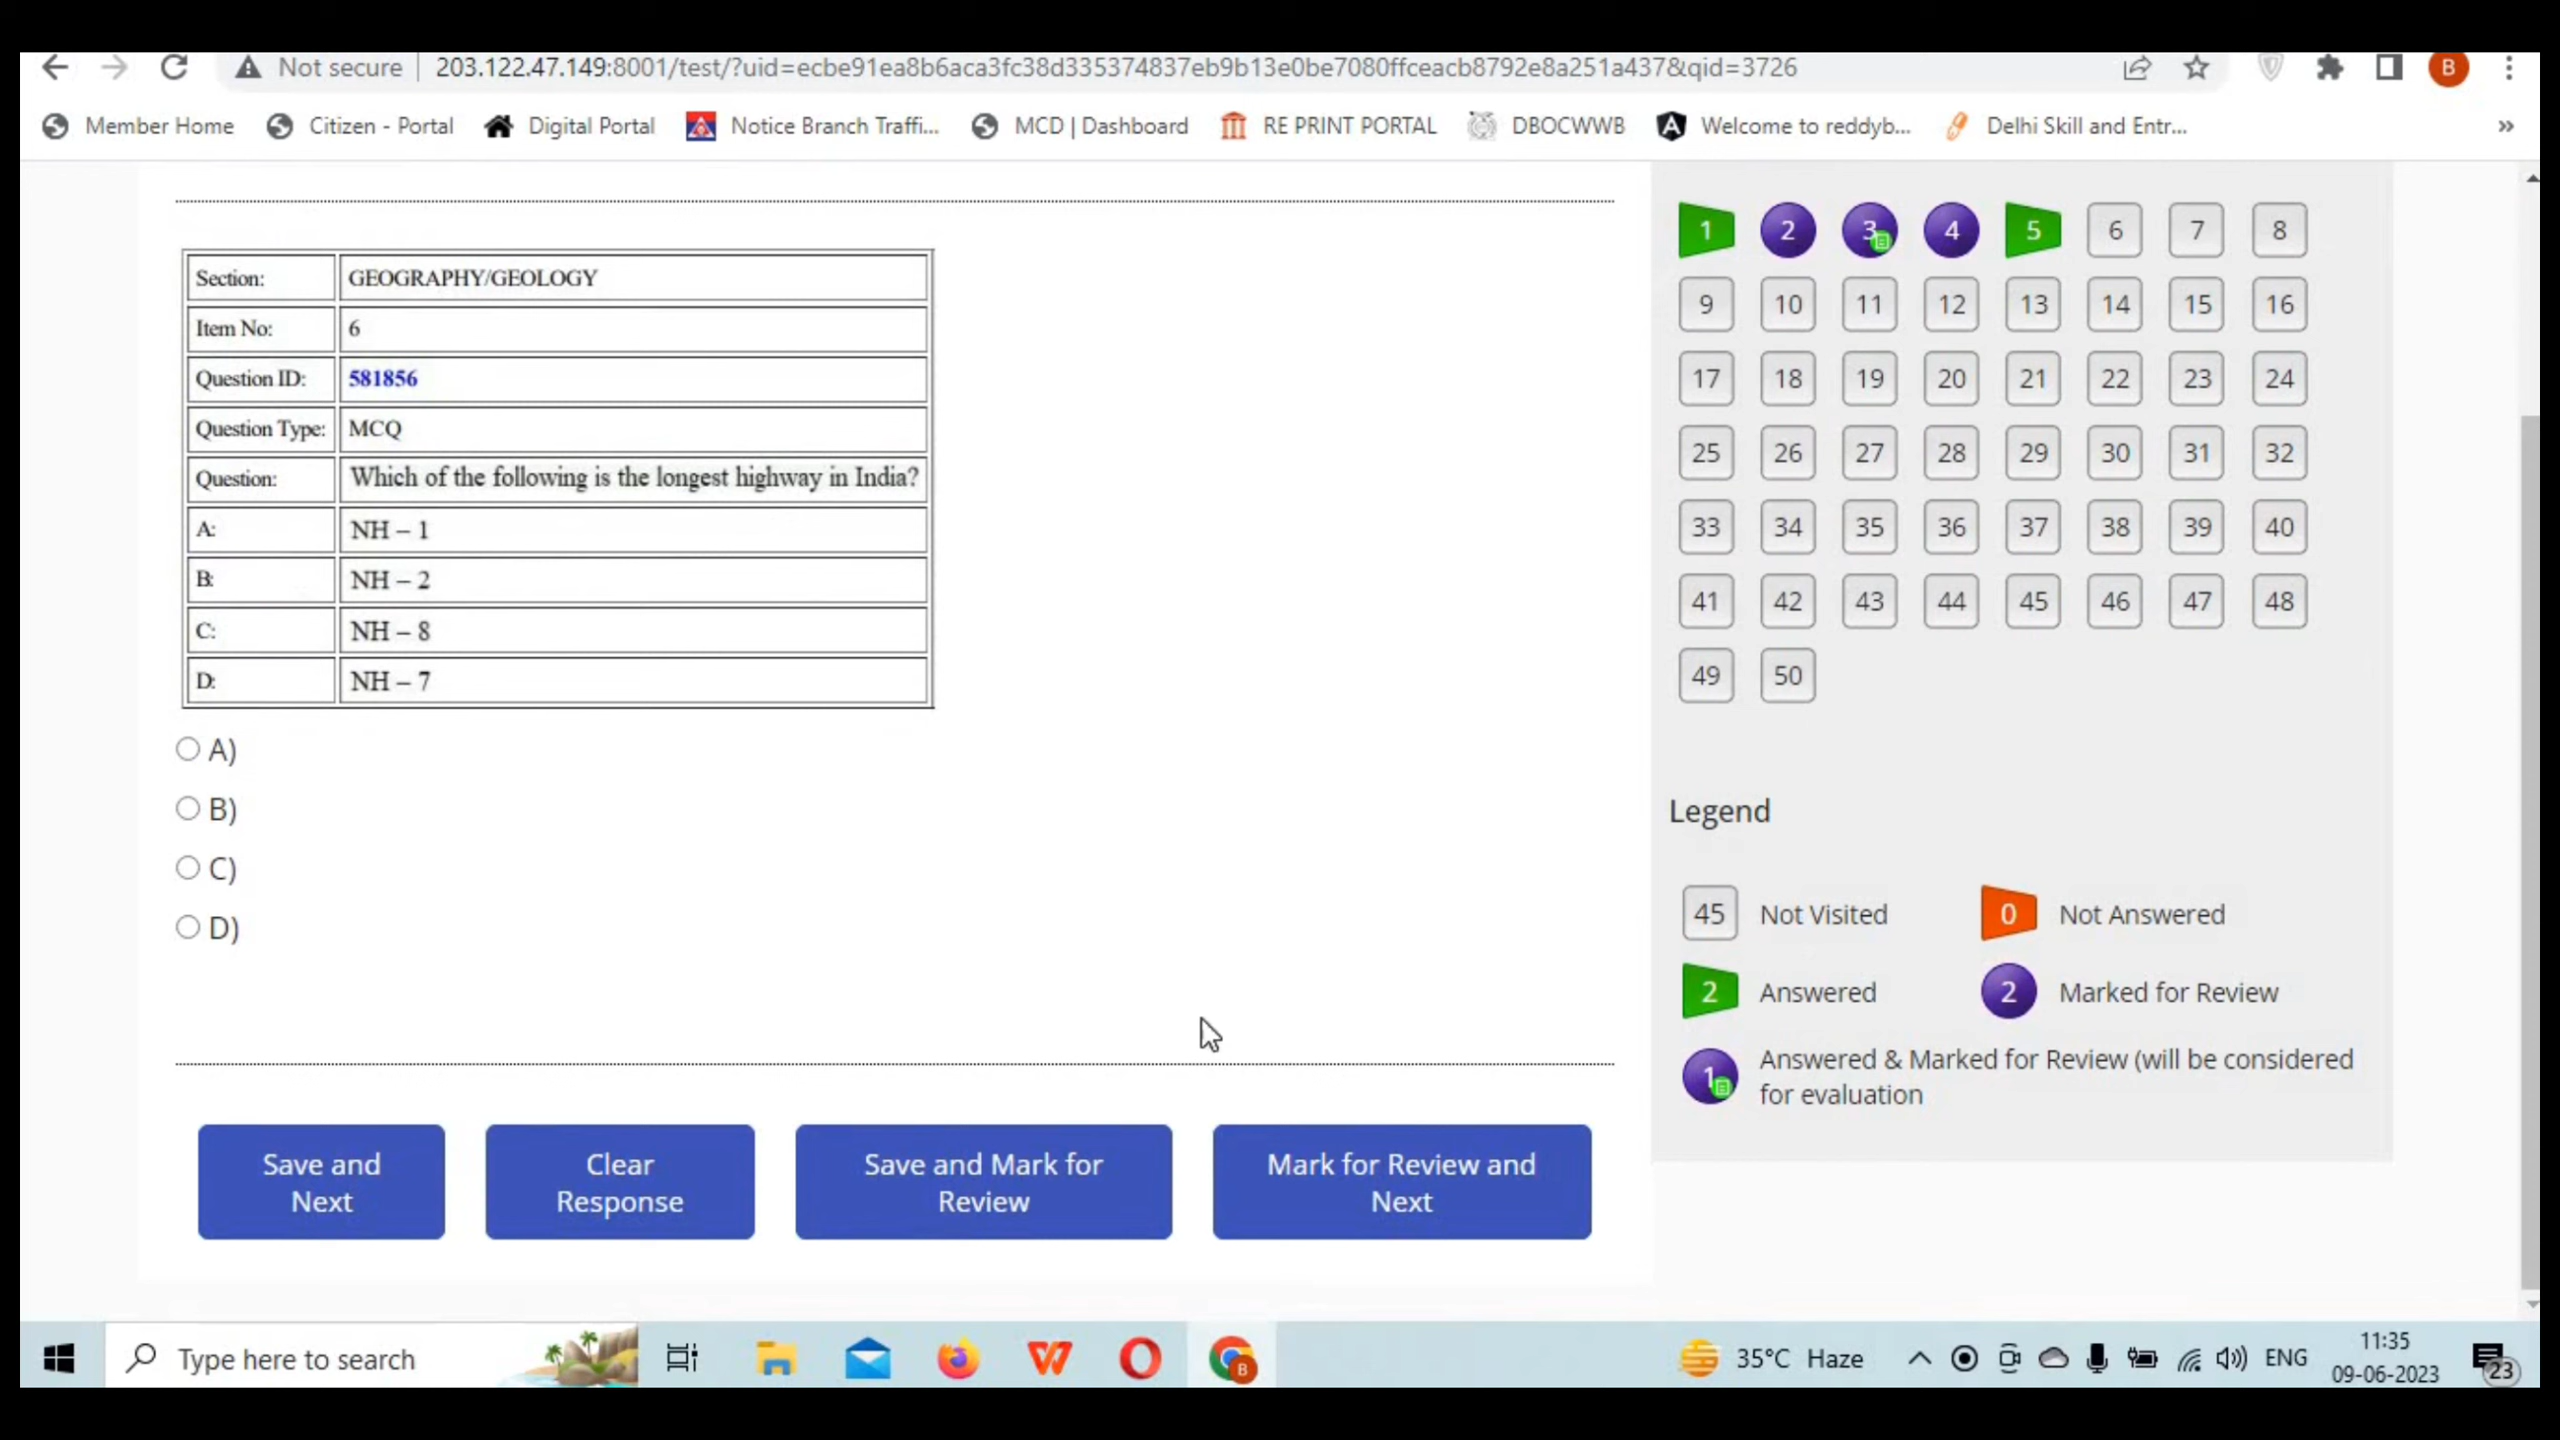 Not secure 203.122.47.149:8001/test/?uid=ecbe91ea8b6aca3fc38d335374837eb9b13e0be7080ffceacb8792e8a251a437&qid=3726 B
Member Home Citizen - Portal Digital Portal Notice Branch Traffi... MCD | Dashboard RE PRINT PORTAL DBOCWWB Welcome to reddyb... Delhi Skill and Entr... »
Section: GEOGRAPHY/GEOLOGY
Item No: 6
Question ID: 581856
Question Type: MCQ
Question: Which of the following is the longest highway in India?
A: NH – 1
B: NH – 2
C: NH – 8
D: NH – 7
A)
B)
C)
D)
Save and Next
Clear Response
Save and Mark for Review
Mark for Review and Next
1 2 3 4 5 6 7 8
9 10 11 12 13 14 15 16
17 18 19 20 21 22 23 24
25 26 27 28 29 30 31 32
33 34 35 36 37 38 39 40
41 42 43 44 45 46 47 48
49 50
Legend
45 Not Visited 0 Not Answered
2 Answered 2 Marked for Review
1 Answered & Marked for Review (will be considered
for evaluation
Type here to search
35°C Haze ENG 11:35
09-06-2023 23